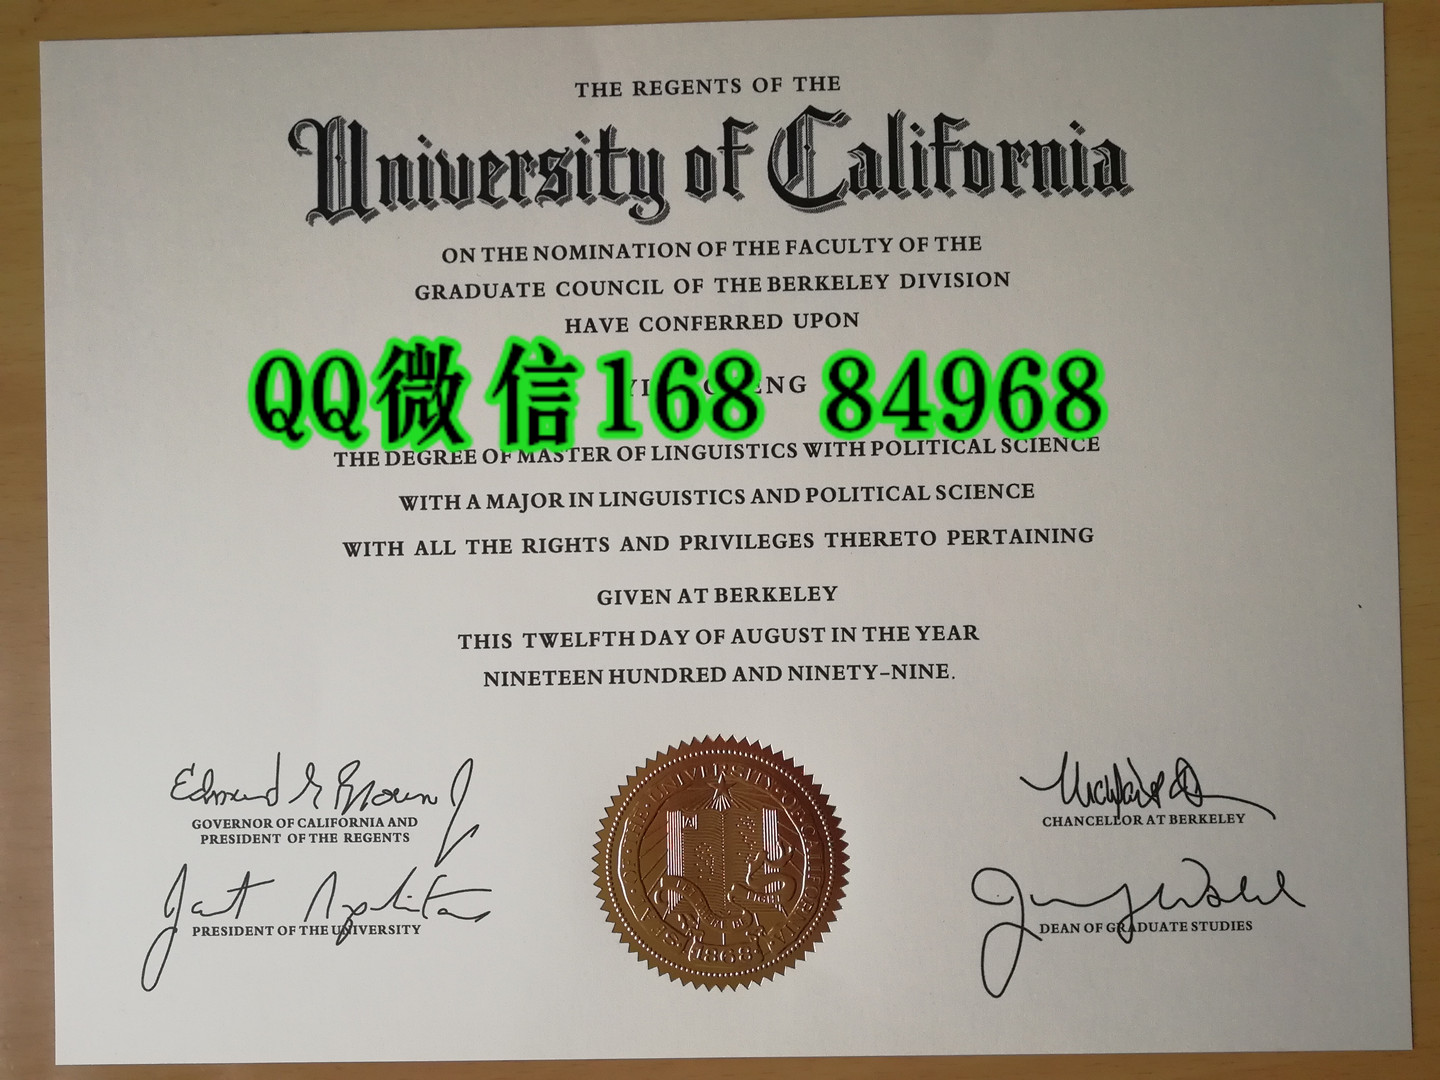 THE REGENTS OF THE
University of California
ON THE NOMINATION OF THE FACULTY OF THE
GRADUATE COUNCIL OF THE BERKELEY DIVISION
HAVE CONFERRED UPON
QQ微信168 84968
THE DEGREE OF MASTER OF LINGUISTICS WITH POLITICAL SCIENCE
WITH A MAJOR IN LINGUISTICS AND POLITICAL SCIENCE
WITH ALL THE RIGHTS AND PRIVILEGES THERETO PERTAINING
GIVEN AT BERKELEY
THIS TWELFTH DAY OF AUGUST IN THE YEAR
NINETEEN HUNDRED AND NINETY-NINE.
GOVERNOR OF CALIFORNIA AND
PRESIDENT OF THE REGENTS
CHANCELLOR AT BERKELEY
PRESIDENT OF THE UNIVERSITY
DEAN OF GRADUATE STUDIES
UNIVERSITY OF CALIFORNIA
1868